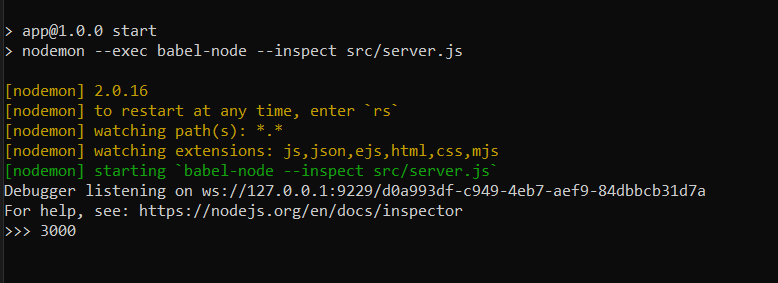 > app@1.0.0 start
> nodemon --exec babel-node --inspect src/server.js
[nodemon] 2.0.16
[nodemon] to restart at any time, enter `rs`
[nodemon] watching path(s): *.*
[nodemon] watching extensions: js,json,ejs,html,css,mjs
[nodemon] starting `babel-node --inspect src/server.js`
Debugger listening on ws://127.0.0.1:9229/d0a993df-c949-4eb7-aef9-84dbbcb31d7a
For help, see: https://nodejs.org/en/docs/inspector
>>> 3000